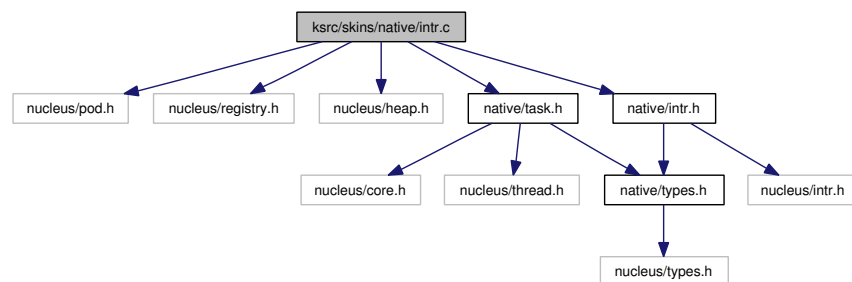 ksrc/skins/native/intr.c
nucleus/pod.h
nucleus/registry.h
nucleus/heap.h
native/task.h
native/intr.h
nucleus/core.h
nucleus/thread.h
native/types.h
nucleus/intr.h
nucleus/types.h